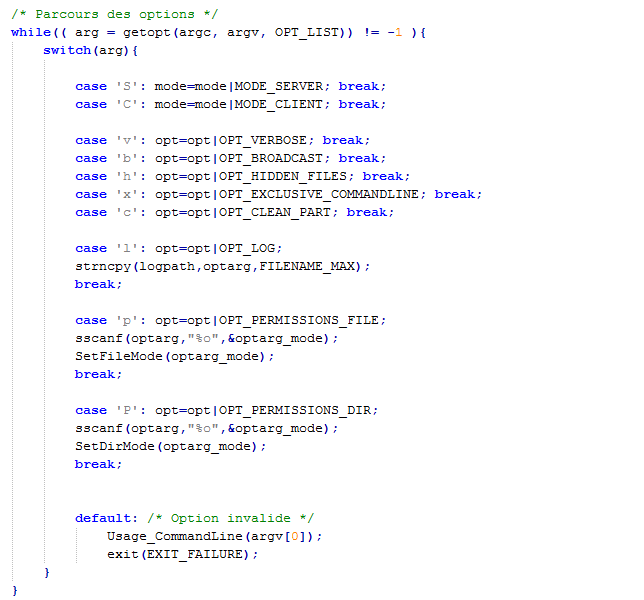 /* Parcours des options */
while(( arg = getopt(argc, argv, OPT_LIST)) != -1 ){
switch(arg){
case 'S': mode=mode|MODE_SERVER; break;
case 'C': mode=mode|MODE_CLIENT; break;
case 'v': opt=opt|OPT_VERBOSE; break;
case 'b': opt=opt|OPT_BROADCAST; break;
case 'h': opt=opt|OPT_HIDDEN_FILES; break;
case 'x': opt=opt|OPT_EXCLUSIVE_COMMANDLINE; break;
case 'c': opt=opt|OPT_CLEAN_PART; break;
case 'l': opt=opt|OPT_LOG;
strncpy(logpath,optarg,FILENAME_MAX);
break;
case 'p': opt=opt|OPT_PERMISSIONS_FILE;
sscanf(optarg,"%o",&optarg_mode);
SetFileMode(optarg_mode);
break;
case 'P': opt=opt|OPT_PERMISSIONS_DIR;
sscanf(optarg,"%o",&optarg_mode);
SetDirMode(optarg_mode);
break;
default: /* Option invalide */
Usage_CommandLine(argv[0]);
exit(EXIT_FAILURE);
}
}